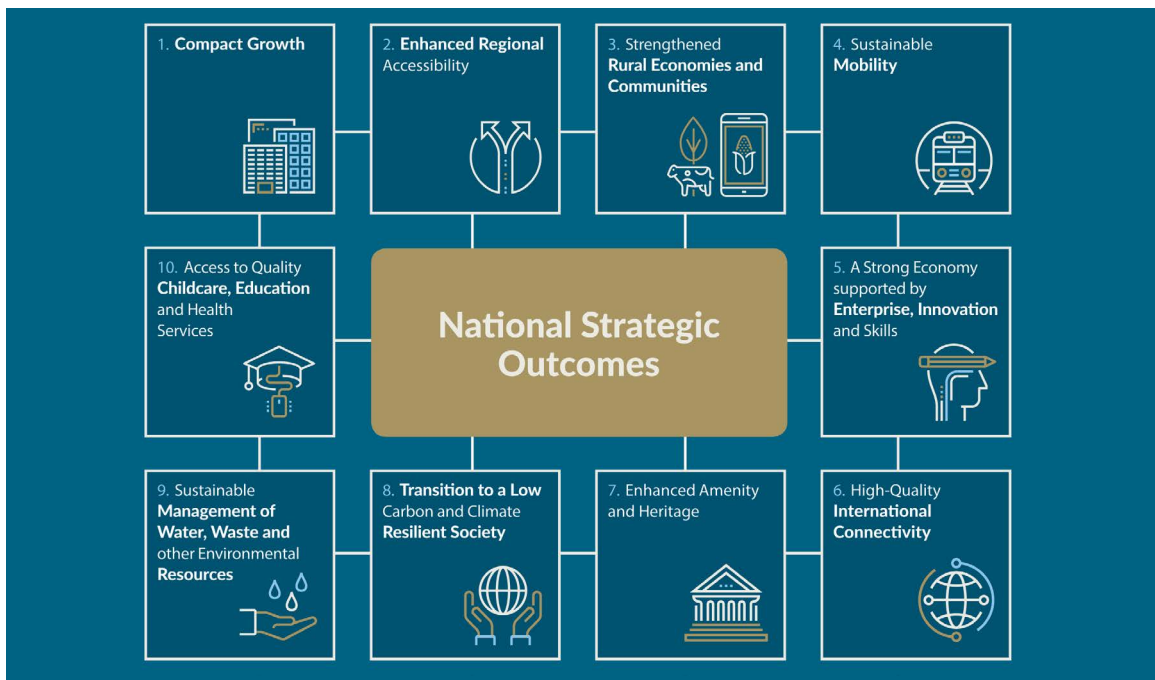 1. Compact Growth
2. Enhanced Regional
Accessibility
3. Strengthened
Rural Economies and
Communities
4. Sustainable
Mobility
10. Access to Quality
Childcare, Education
and Health
Services
National Strategic
Outcomes
5. A Strong Economy
supported by
Enterprise, Innovation
and Skills
9. Sustainable
Management of
Water, Waste and
other Environmental
Resources
8. Transition to a Low
Carbon and Climate
Resilient Society
7. Enhanced Amenity
and Heritage
6. High-Quality
International
Connectivity